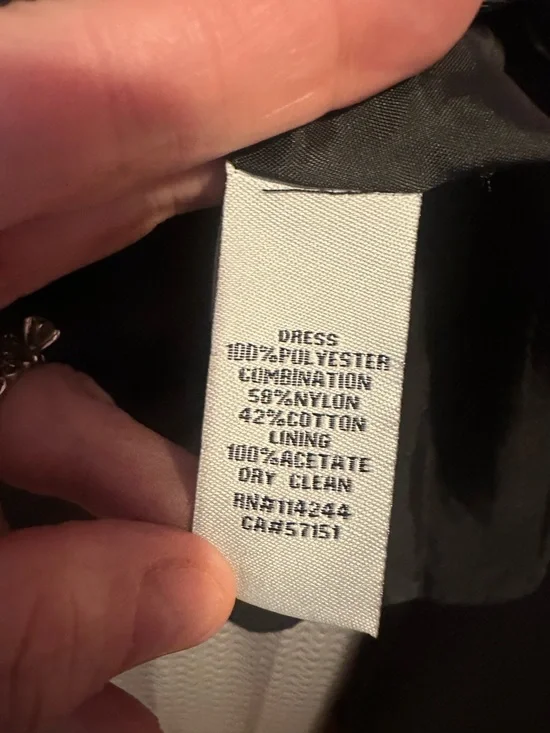 DRESS
100%POLYESTER
COMBINATION
58%NYLON
42%COTTON
LINING
100%ACETATE
DRY CLEAN
RN#114244
CA#57151